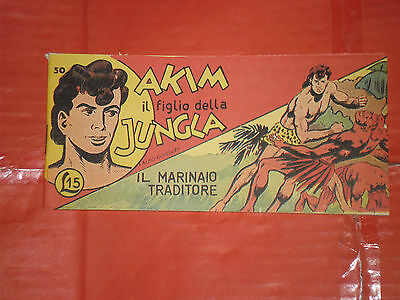 50
AKIM
il figlio della
JUNGLA
£15
IL MARINAIO
TRADITORE